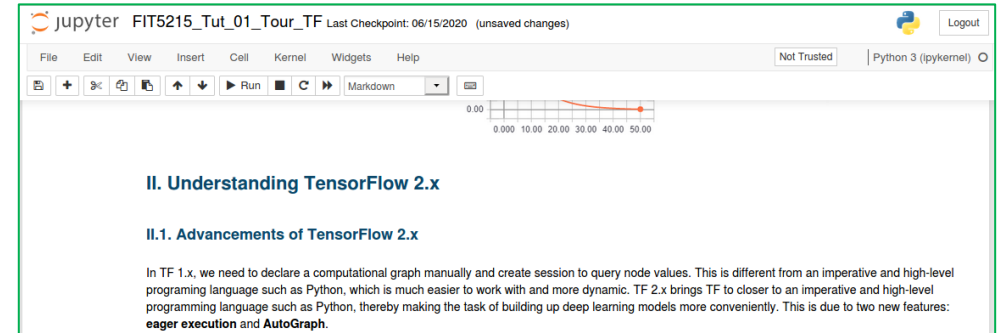 jupyter FIT5215_Tut_01_Tour_TF Last Checkpoint: 06/15/2020 (unsaved changes) Logout
File Edit View Insert Cell Kernel Widgets Help Not Trusted Python 3 (ipykernel)
Run Markdown
0.00
0.000 10.00 20.00 30.00 40.00 50.00
II. Understanding TensorFlow 2.x
II.1. Advancements of TensorFlow 2.x
In TF 1.x, we need to declare a computational graph manually and create session to query node values. This is different from an imperative and high-level
programing language such as Python, which is much easier to work with and more dynamic. TF 2.x brings TF to closer to an imperative and high-level
programming language such as Python, thereby making the task of building up deep learning models more conveniently. This is due to two new features:
eager execution and AutoGraph.